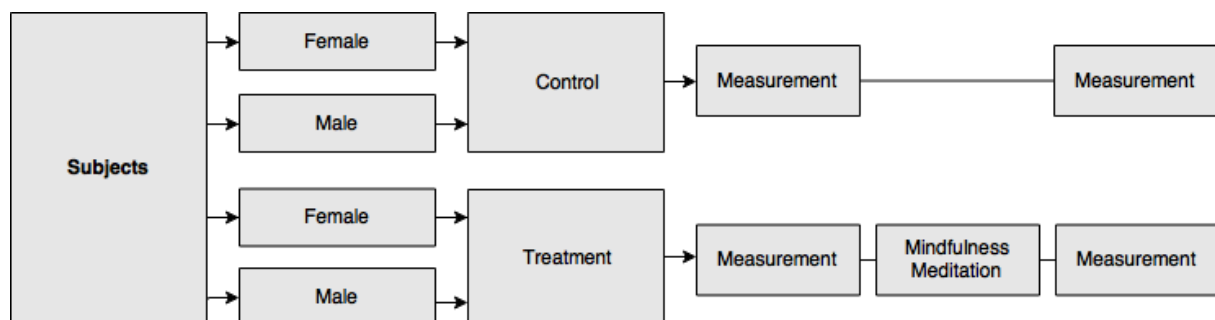 Subjects
Female
Male
Control
Measurement
Measurement
Female
Male
Treatment
Measurement
Mindfulness
Meditation
Measurement